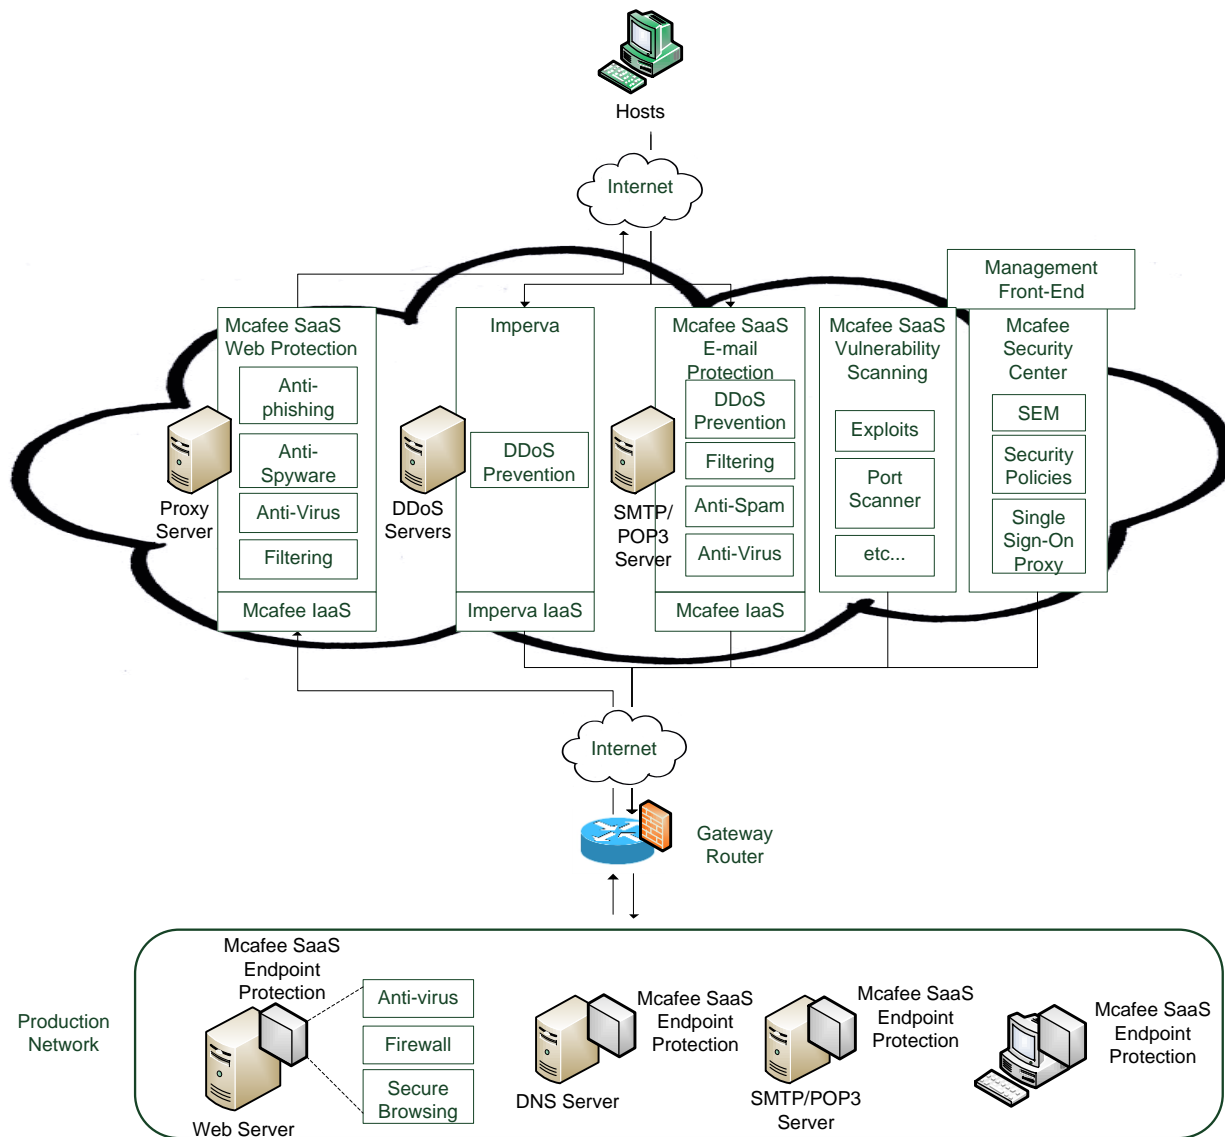 Hosts
Internet
Management
Front-End
Mcafee SaaS
Web Protection
Anti-
phishing
Anti-
Spyware
Anti-Virus
Filtering
Mcafee IaaS
Proxy
Server
Imperva
DDoS
Prevention
Imperva IaaS
DDoS
Servers
Mcafee SaaS
E-mail
Protection
DDoS
Prevention
Filtering
Anti-Spam
Anti-Virus
Mcafee IaaS
SMTP/
POP3
Server
Mcafee SaaS
Vulnerability
Scanning
Exploits
Port
Scanner
etc...
Mcafee
Security
Center
SEM
Security
Policies
Single
Sign-On
Proxy
Internet
Gateway
Router
Production
Network
Mcafee SaaS
Endpoint
Protection
Anti-virus
Firewall
Secure
Browsing
Web Server
Mcafee SaaS
Endpoint
Protection
DNS Server
Mcafee SaaS
Endpoint
Protection
SMTP/POP3
Server
Mcafee SaaS
Endpoint
Protection